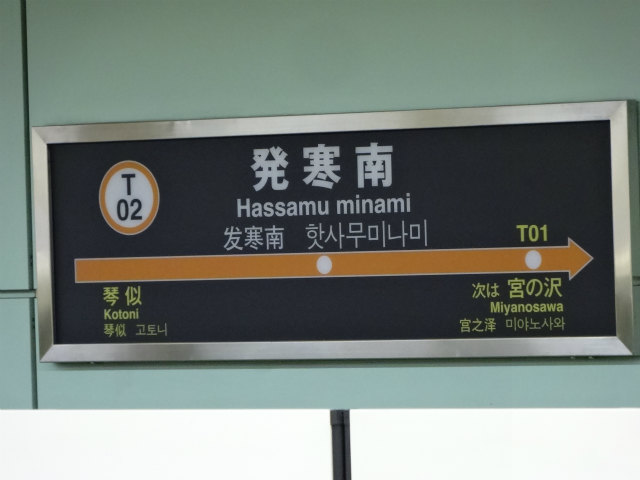 T
02
発寒南
Hassamu minami
发寒南 핫사무미나미
T01
琴似
Kotoni
琴似 고토니
次は 宮の沢
Miyanosawa
宫之泽 미야노사와